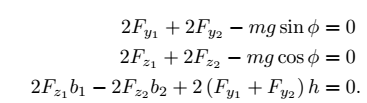 2F_{y_1} + 2F_{y_2} − mg sin ϕ = 0
2F_{z_1} + 2F_{z_2} − mg cos ϕ = 0
2F_{z_1}b_1 − 2F_{z_2}b_2 + 2 (F_{y_1} + F_{y_2}) h = 0.